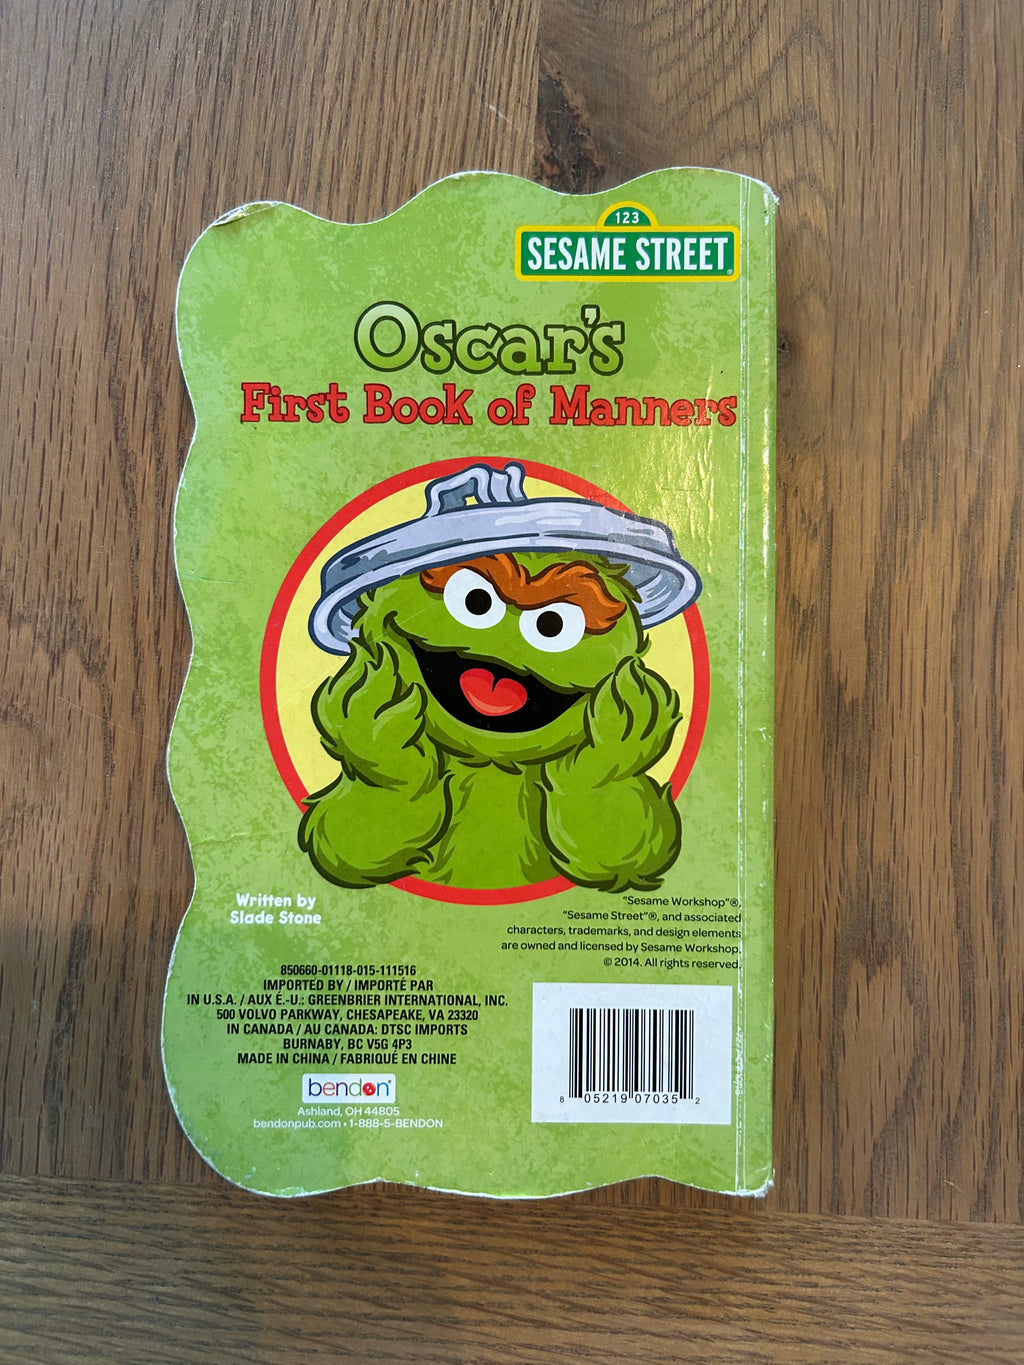 123
SESAME STREET®
Oscar's
First Book of Manners
Written by
Slade Stone
"Sesame Workshop"®,
"Sesame Street"®, and associated
characters, trademarks, and design elements
are owned and licensed by Sesame Workshop.
© 2014. All rights reserved.
850660-01118-015-111516
IMPORTED BY / IMPORTÉ PAR
IN U.S.A. / AUX É.-U.: GREENBRIER INTERNATIONAL, INC.
500 VOLVO PARKWAY, CHESAPEAKE, VA 23320
IN CANADA / AU CANADA: DTSC IMPORTS
BURNABY, BC V5G 4P3
MADE IN CHINA / FABRIQUÉ EN CHINE
bendon®
Ashland, OH 44805
bendonpub.com • 1-888-5-BENDON
8 05219 07035 2